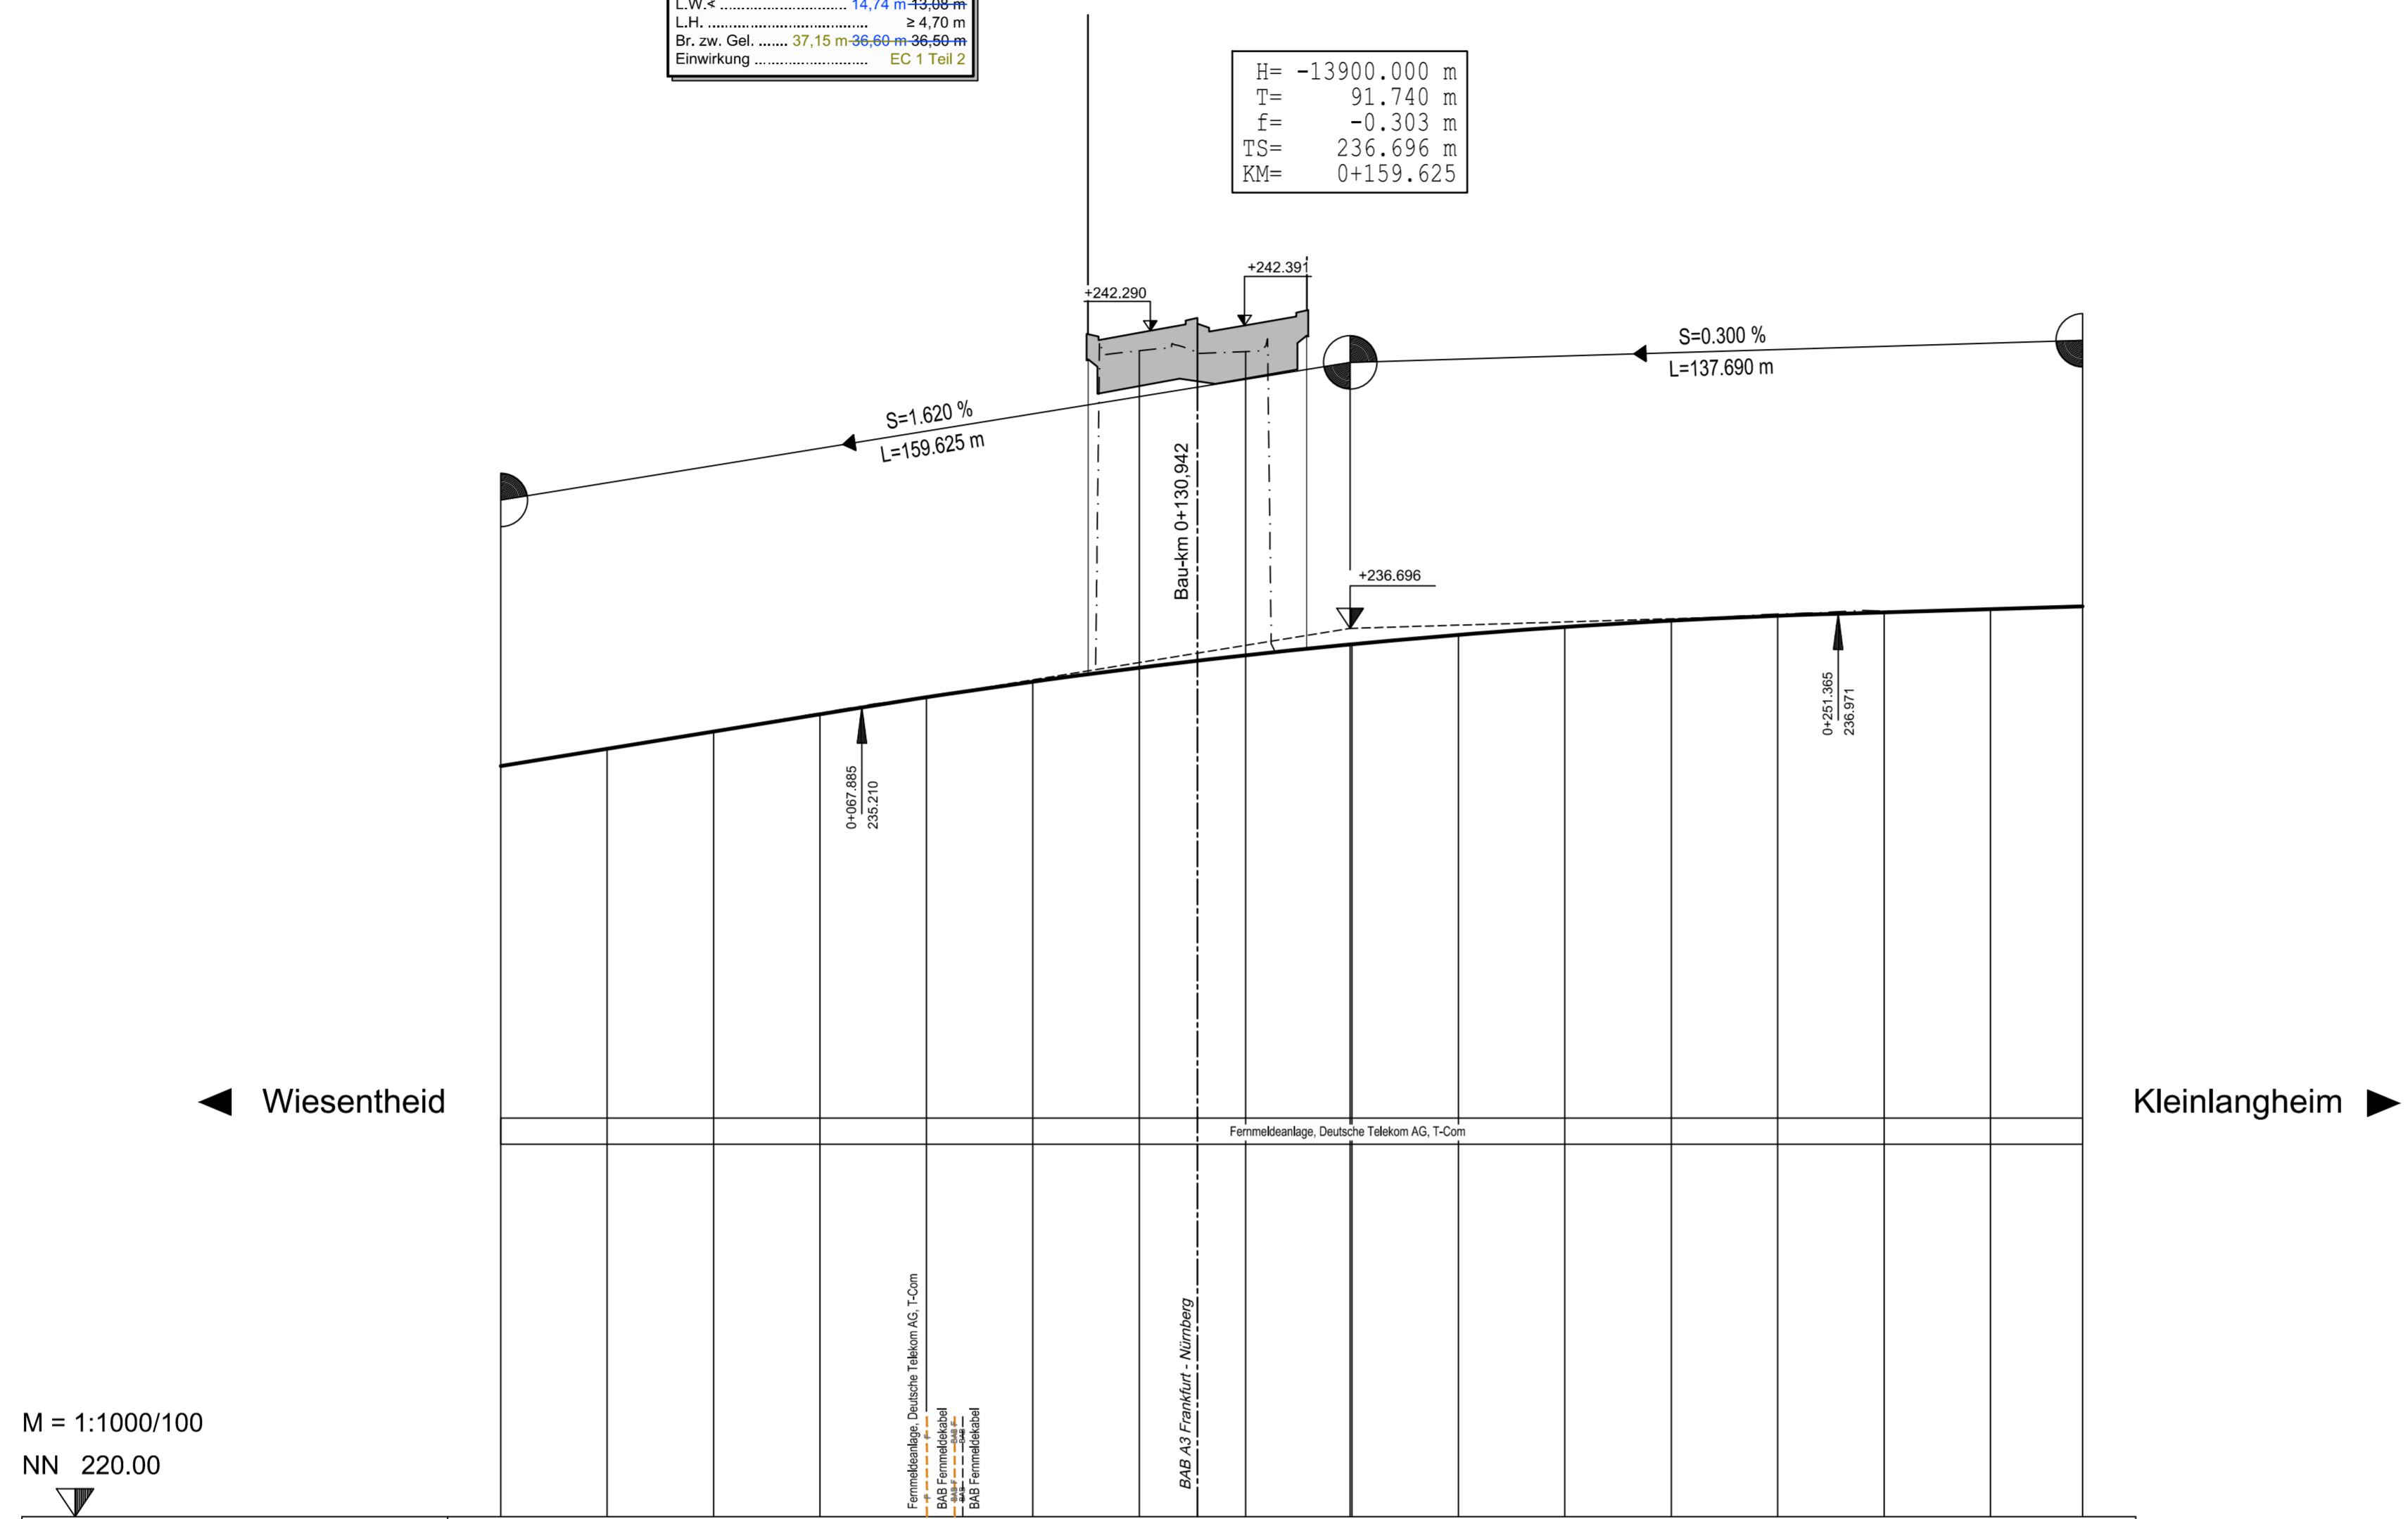 L.W.< .............................. 14,74 m 13,08 m
L.H. ...................................... ≥ 4,70 m
Br. zw. Gel. ....... 37,15 m 36,60 m 36,50 m
Einwirkung ........................... EC 1 Teil 2
H= -13900.000 m
T= 91.740 m
f= -0.303 m
TS= 236.696 m
KM= 0+159.625
+242.391
+242.290
S=0.300 %
L=137.690 m
S=1.620 %
L=159.625 m
Bau-km 0+130,942
+236.696
0+251.365
236.971
0+067.885
235.210
Wiesentheid
Kleinlangheim
Fernmeldeanlage, Deutsche Telekom AG, T-Com
Fernmeldeanlage, Deutsche Telekom AG, T-Com
F
F
BAB Fernmeldekabel
BAB F
BAB F
BAB
BAB
BAB Fernmeldekabel
BAB A3 Frankfurt - Nürnberg
M = 1:1000/100
NN 220.00